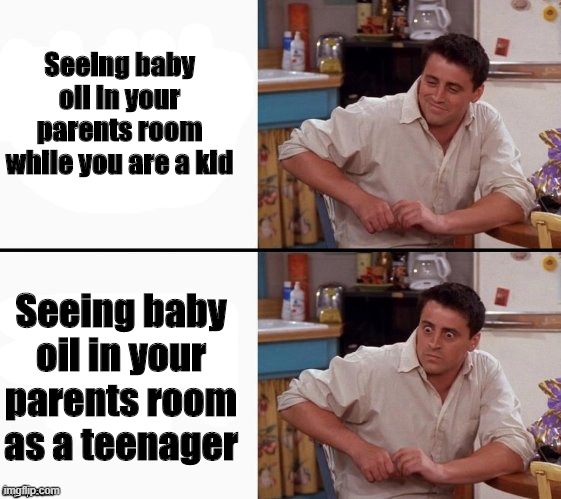 Seeing baby
oil in your
parents room
while you are a kid
Seeing baby
oil in your
parents room
as a teenager
imgflip.com